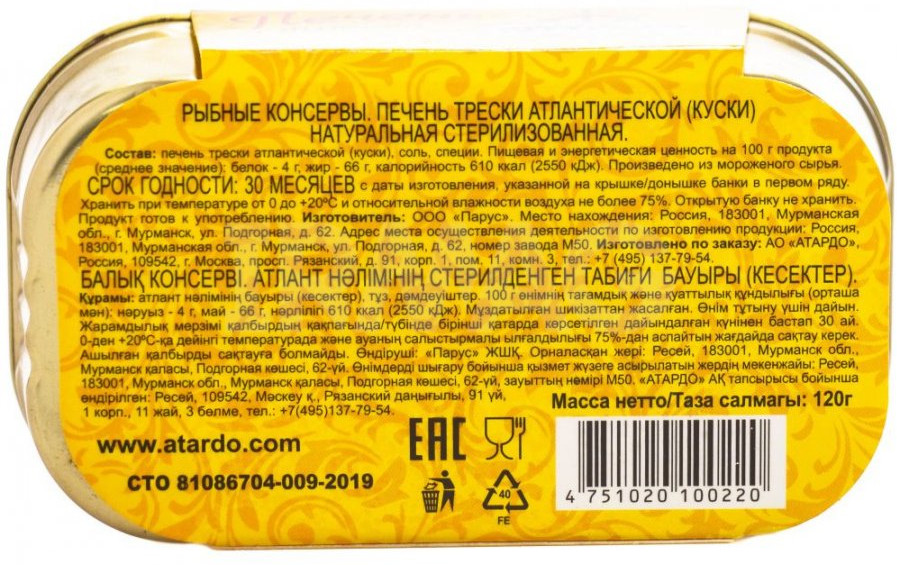 РЫБНЫЕ КОНСЕРВЫ. ПЕЧЕНЬ ТРЕСКИ АТЛАНТИЧЕСКОЙ (КУСКИ)
НАТУРАЛЬНАЯ СТЕРИЛИЗОВАННАЯ.
Состав: печень трески атлантической (куски), соль, специи. Пищевая и энергетическая ценность на 100 г продукта
(среднее значение): белок - 4 г, жир - 66 г, калорийность 610 ккал (2550 кДж). Произведено из мороженого сырья.
СРОК ГОДНОСТИ: 30 МЕСЯЦЕВ с даты изготовления, указанной на крышке/донышке банки в первом ряду.
Хранить при температуре от 0 до +20ºС и относительной влажности воздуха не более 75%. Открытую банку не хранить.
Продукт готов к употреблению. Изготовитель: ООО «Парус». Место нахождения: Россия, 183001, Мурманская
обл., г. Мурманск, ул. Подгорная, д. 62. Адрес места осуществления деятельности по изготовлению продукции: Россия,
183001, Мурманская обл., г. Мурманск, ул. Подгорная, д. 62, номер завода М50. Изготовлено по заказу: АО «АТАРДО»,
Россия, 109542, г. Москва, просп. Рязанский, д. 91, корп. 1, пом. 11, комн. 3, тел.: +7 (495) 137-79-54.
БАЛЫҚ КОНСЕРВІ. АТЛАНТ НӘЛІМІНІҢ СТЕРИЛДЕНГЕН ТАБИҒИ БАУЫРЫ (КЕСЕКТЕР).
Құрамы: атлант нәлімінің бауыры (кесектер), тұз, дәмдеуіштер. 100 г өнімнің тағамдық және қуаттылық құндылығы (орташа
мән): нәруыз - 4 г, май - 66 г, нәрлілігі 610 ккал (2550 кДж). Мұздатылған шикізаттан жасалған. Өнім тұтыну үшін дайын.
Жарамдылық мерзімі қалбырдың қақпағында/түбінде бірінші қатарда көрсетілген дайындалған күнінен бастап 30 ай.
0-ден +20ºС-қа дейінгі температурада және ауаның салыстырмалы ылғалдылығы 75%-дан аспайтын жағдайда сақтау керек.
Ашылған қалбырды сақтауға болмайды. Өндіруші: «Парус» ЖШҚ. Орналасқан жері: Ресей, 183001, Мурманск обл.,
Мурманск қаласы, Подгорная көшесі, 62-үй. Өнімдерді шығару бойынша қызмет жүзеге асырылатын жердің мекенжайы: Ресей,
183001, Мурманск обл., Мурманск қаласы, Подгорная көшесі, 62-үй, зауыттың нөмірі М50. «АТАРДО» АҚ тапсырысы бойынша
өндірілген: Ресей, 109542, Мәскеу қ., Рязанский даңғылы, 91 үй,
1 корп., 11 жай, 3 бөлме, тел.: +7(495)137-79-54.
Масса нетто/Таза салмағы: 120г
www.atardo.com
СТО 81086704-009-2019
EAC
40
FE
4 751020 100220